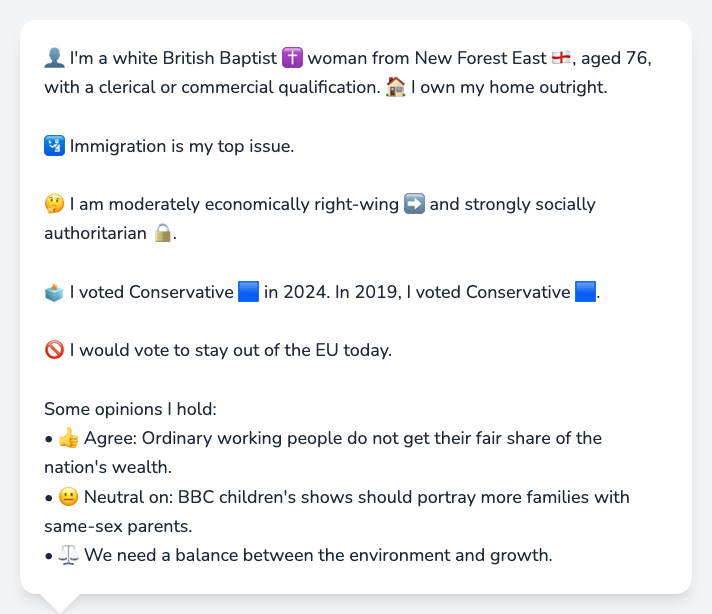 👤 I'm a white British Baptist ✝️ woman from New Forest East 🏴󠁧󠁢󠁥󠁮󠁧󠁿, aged 76,
with a clerical or commercial qualification. 🏠 I own my home outright.
🛂 Immigration is my top issue.
🤔 I am moderately economically right-wing ➡️ and strongly socially
authoritarian 🔒.
🗳️ I voted Conservative 🟦 in 2024. In 2019, I voted Conservative 🟦.
🚫 I would vote to stay out of the EU today.
Some opinions I hold:
• 👍 Agree: Ordinary working people do not get their fair share of the
nation's wealth.
• 😐 Neutral on: BBC children's shows should portray more families with
same-sex parents.
• ⚖️ We need a balance between the environment and growth.